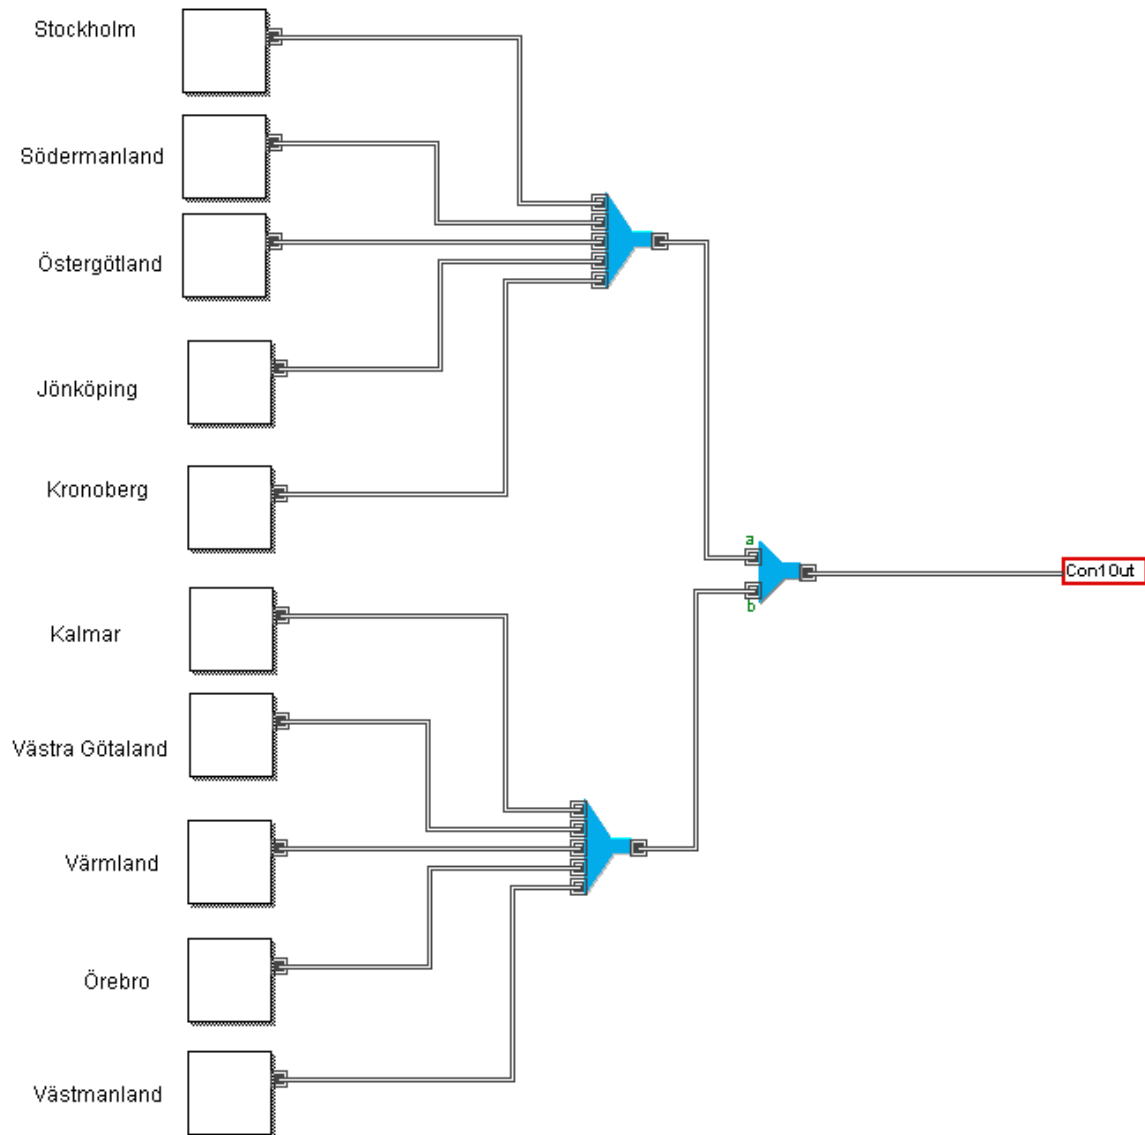 Stockholm
Södermanland
Östergötland
Jönköping
Kronoberg
a
Con1Out
b
Kalmar
Västra Götaland
Värmland
Örebro
Västmanland